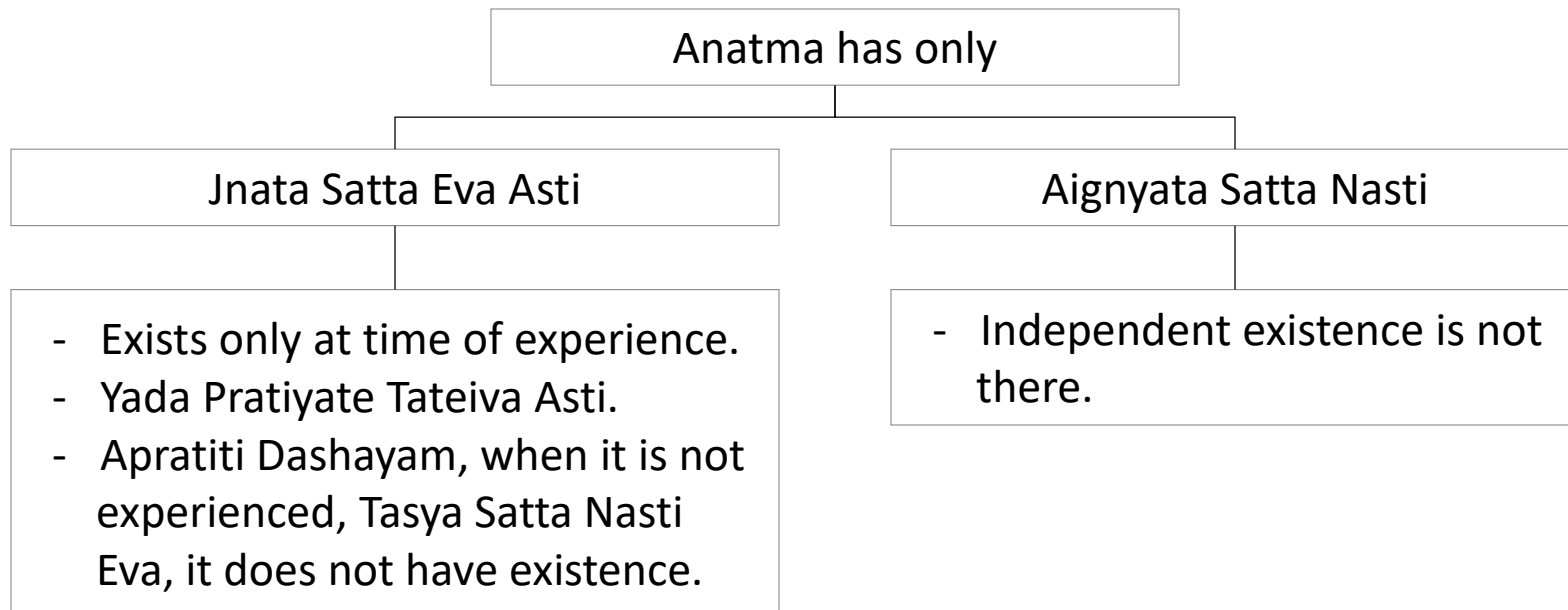 Anatma has only
Jnata Satta Eva Asti
Aignyata Satta Nasti
- Exists only at time of experience.
- Yada Pratiyate Tateiva Asti.
- Apratiti Dashayam, when it is not
experienced, Tasya Satta Nasti
Eva, it does not have existence.
- Independent existence is not
there.